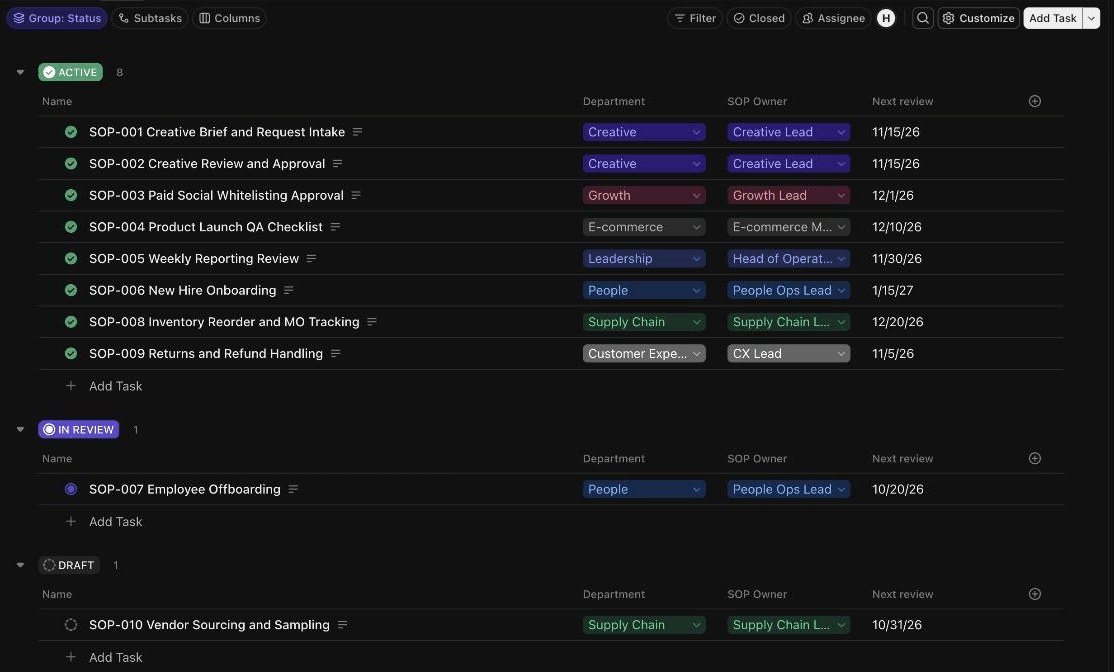 Group: Status Subtasks Columns Filter Closed Assignee H Customize Add Task
ACTIVE 8
Name Department SOP Owner Next review
SOP-001 Creative Brief and Request Intake Creative Creative Lead 11/15/26
SOP-002 Creative Review and Approval Creative Creative Lead 11/15/26
SOP-003 Paid Social Whitelisting Approval Growth Growth Lead 12/1/26
SOP-004 Product Launch QA Checklist E-commerce E-commerce M... 12/10/26
SOP-005 Weekly Reporting Review Leadership Head of Operat... 11/30/26
SOP-006 New Hire Onboarding People People Ops Lead 1/15/27
SOP-008 Inventory Reorder and MO Tracking Supply Chain Supply Chain L... 12/20/26
SOP-009 Returns and Refund Handling Customer Expe... CX Lead 11/5/26
Add Task
IN REVIEW 1
Name Department SOP Owner Next review
SOP-007 Employee Offboarding People People Ops Lead 10/20/26
Add Task
DRAFT 1
Name Department SOP Owner Next review
SOP-010 Vendor Sourcing and Sampling Supply Chain Supply Chain L... 10/31/26
Add Task